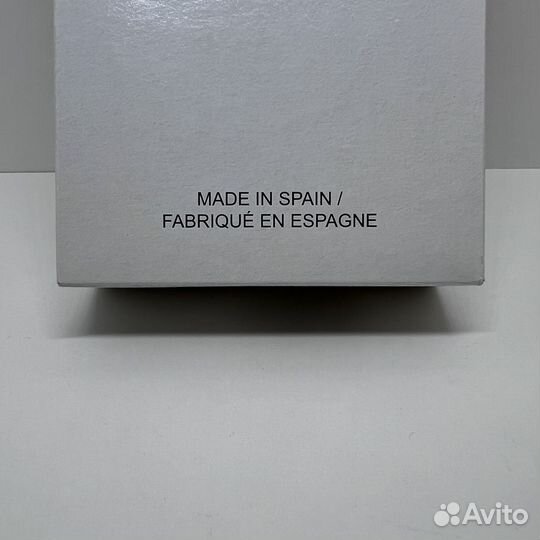 MADE IN SPAIN /
FABRIQUÉ EN ESPAGNE
Avito